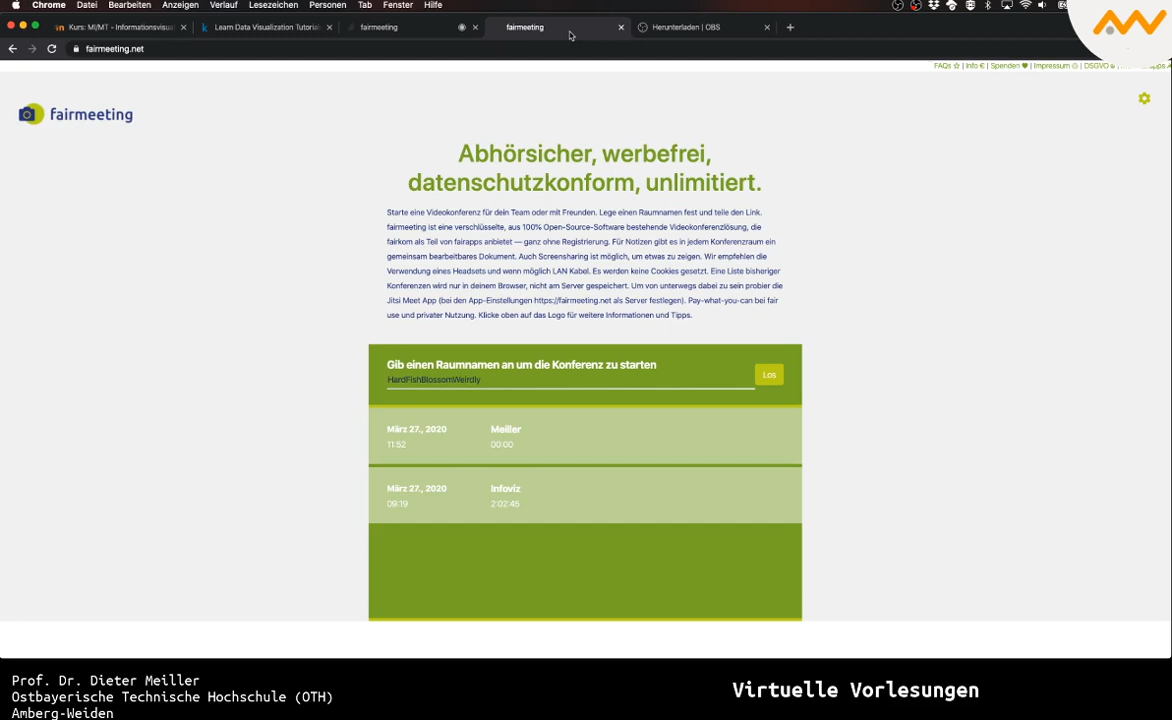 Chrome Datei Bearbeiten Anzeigen Verlauf Lesezeichen Personen Tab Fenster Hilfe
Kurs: MI/MT - Informationsvisual
Learn Data Visualization Tutorial
fairmeeting
fairmeeting
Herunterladen | OBS
fairmeeting.net
FAQs ☆ | Info € | Spenden ♥ | Impressum ☺ | DSGVO
fairmeeting
Abhörsicher, werbefrei,
datenschutzkonform, unlimitiert.
Starte eine Videokonferenz für dein Team oder mit Freunden. Lege einen Raumnamen fest und teile den Link.
fairmeeting ist eine verschlüsselte, aus 100% Open-Source-Software bestehende Videokonferenzlösung, die
fairkom als Teil von fairapps anbietet — ganz ohne Registrierung. Für Notizen gibt es in jedem Konferenzraum ein
gemeinsam bearbeitbares Dokument. Auch Screensharing ist möglich, um etwas zu zeigen. Wir empfehlen die
Verwendung eines Headsets und wenn möglich LAN Kabel. Es werden keine Cookies gesetzt. Eine Liste bisheriger
Konferenzen wird nur in deinem Browser, nicht am Server gespeichert. Um von unterwegs dabei zu sein probier die
Jitsi Meet App (bei den App-Einstellungen https://fairmeeting.net als Server festlegen). Pay-what-you-can bei fair
use und privater Nutzung. Klicke oben auf das Logo für weitere Informationen und Tipps.
Gib einen Raumnamen an um die Konferenz zu starten
HardFishBlossomWeirdly
Los
März 27., 2020 Meiller
11:52 00:00
März 27., 2020 Infoviz
09:19 2:02:45
Prof. Dr. Dieter Meiller
Ostbayerische Technische Hochschule (OTH)
Amberg-Weiden
Virtuelle Vorlesungen